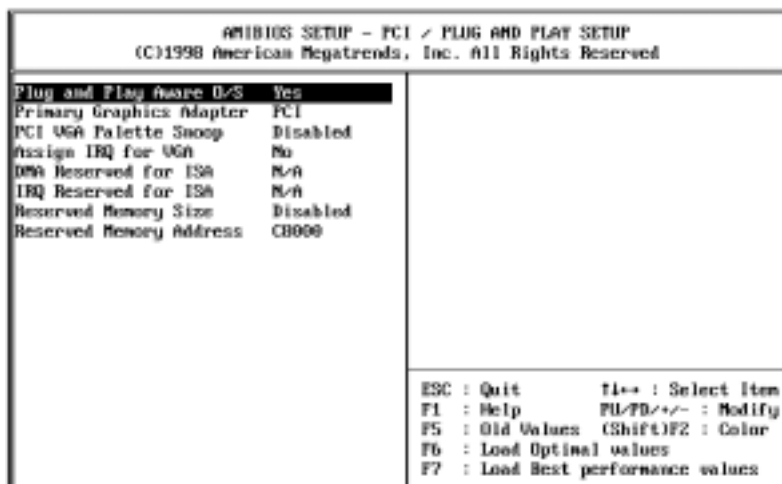 AMIBIOS SETUP - PCI / PLUG AND PLAY SETUP
(C)1998 American Megatrends, Inc. All Rights Reserved
Plug and Play Aware O/S Yes
Primary Graphics Adapter PCI
PCI VGA Palette Snoop Disabled
Assign IRQ for VGA No
DMA Reserved for ISA N/A
IRQ Reserved for ISA N/A
Reserved Memory Size Disabled
Reserved Memory Address C8000
ESC : Quit ↑↓←→ : Select Item
F1 : Help PU/PD/+/- : Modify
F5 : Old Values (Shift)F2 : Color
F6 : Load Optimal values
F7 : Load Best performance values